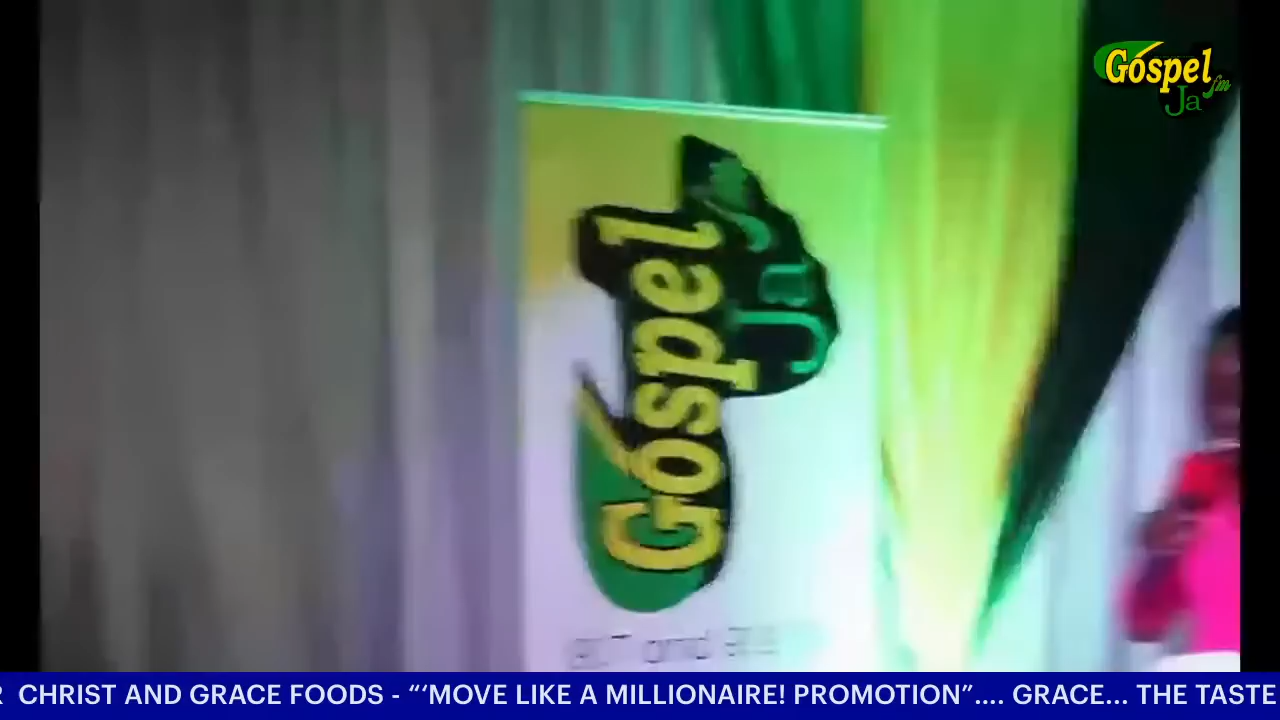 Gospel
Ja fm
Gospel
Ja
CHRIST AND GRACE FOODS - “‘MOVE LIKE A MILLIONAIRE! PROMOTION”.... GRACE... THE TASTE